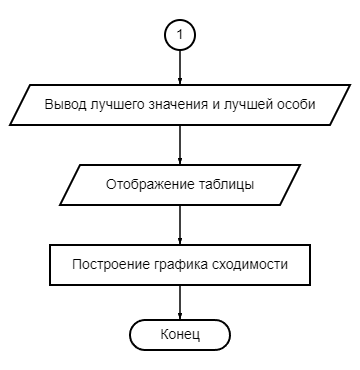 1
Вывод лучшего значения и лучшей особи
Отображение таблицы
Построение графика сходимости
Конец